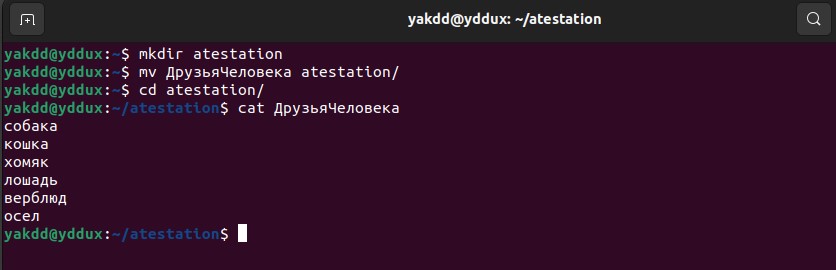 yakdd@yddux: ~/atestation
yakdd@yddux:~$ mkdir atestation
yakdd@yddux:~$ mv ДрузьяЧеловека atestation/
yakdd@yddux:~$ cd atestation/
yakdd@yddux:~/atestation$ cat ДрузьяЧеловека
собака
кошка
хомяк
лошадь
верблюд
осел
yakdd@yddux:~/atestation$